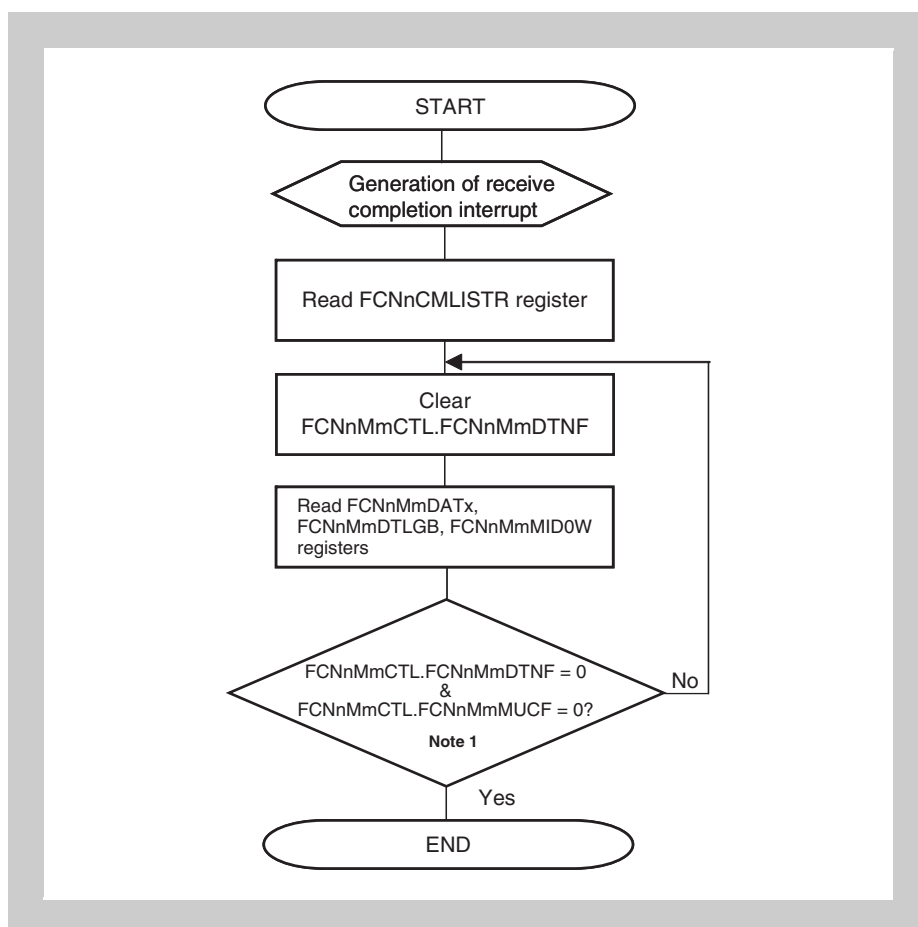 START
Generation of receive
completion interrupt
Read FCNnCMLISTR register
Clear
FCNnMmCTL.FCNnMmDTNF
Read FCNnMmDATx,
FCNnMmDTLGB, FCNnMmMID0W
registers
FCNnMmCTL.FCNnMmDTNF = 0
&
FCNnMmCTL.FCNnMmMUCF = 0?
Note 1
No
Yes
END